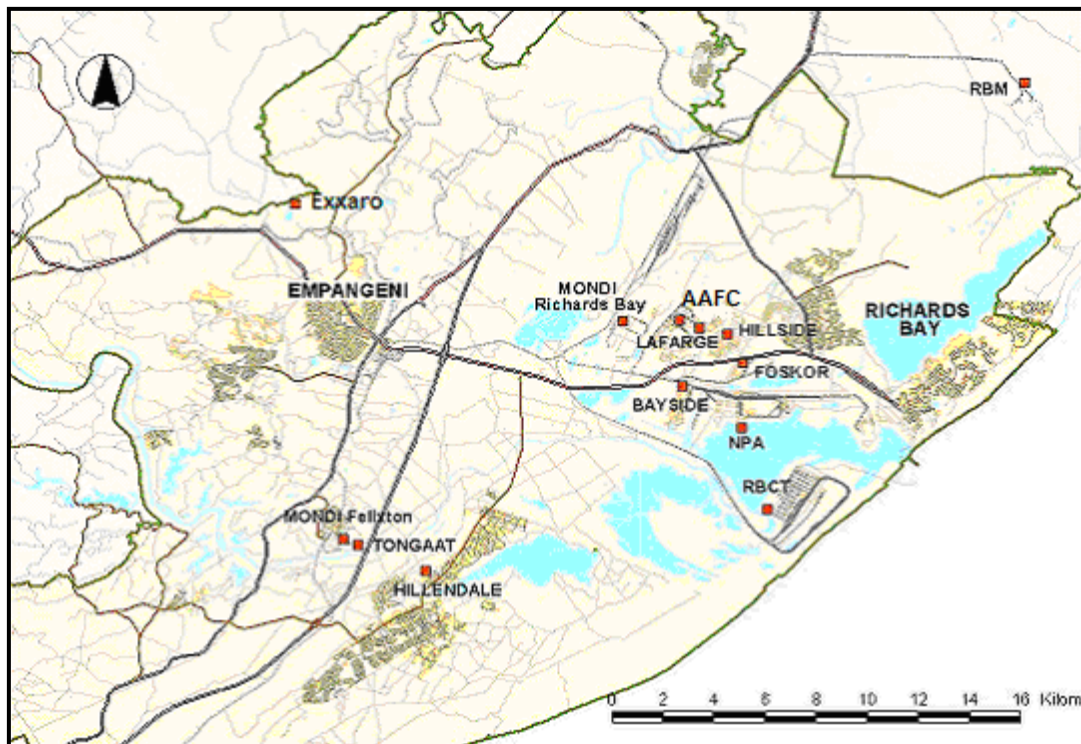 RBM
Exxaro
EMPANGENI
MONDI
Richards Bay
AAFC
LAFARGE
HILLSIDE
RICHARDS
BAY
FOSKOR
BAYSIDE
NPA
RBCT
MONDI Felixton
TONGAAT
HILLENDALE
0 2 4 6 8 10 12 14 16 Kilom